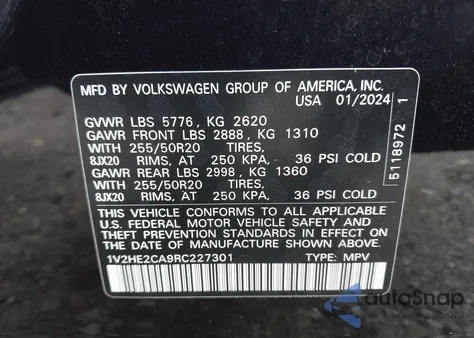 MFD BY VOLKSWAGEN GROUP OF AMERICA, INC.
USA 01/2024
GVWR LBS 5776, KG 2620
GAWR FRONT LBS 2888, KG 1310
WITH 255/50R20 TIRES,
8JX20 RIMS, AT 250 KPA, 36 PSI COLD
GAWR REAR LBS 2998, KG 1360
WITH 255/50R20 TIRES,
8JX20 RIMS, AT 250 KPA, 36 PSI COLD
THIS VEHICLE CONFORMS TO ALL APPLICABLE
U.S. FEDERAL MOTOR VEHICLE SAFETY AND
THEFT PREVENTION STANDARDS IN EFFECT ON
THE DATE OF MANUFACTURE SHOWN ABOVE.
1V2HE2CA9RC227301 TYPE: MPV
5118972 1
autoSnap